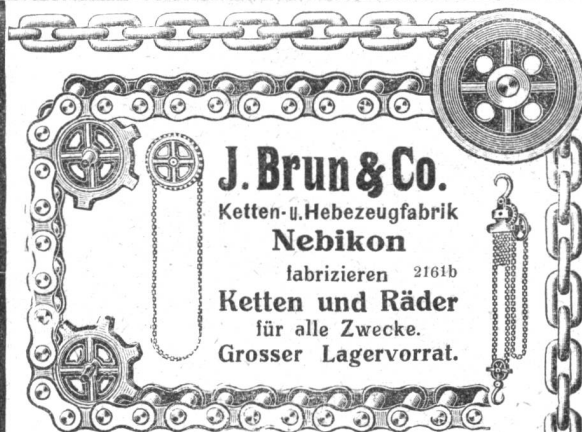 J. Brun & Co.
Ketten- u. Hebezeugfabrik
Nebikon
fabrizieren 2161b
Ketten und Räder
für alle Zwecke.
Grosser Lagervorrat.